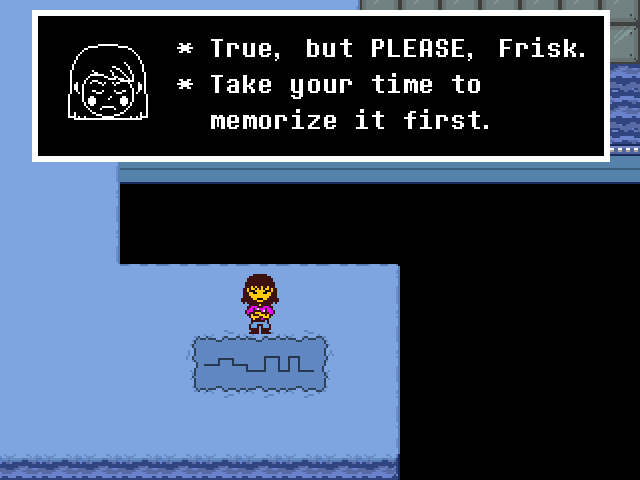 * True, but PLEASE, Frisk.
* Take your time to
memorize it first.